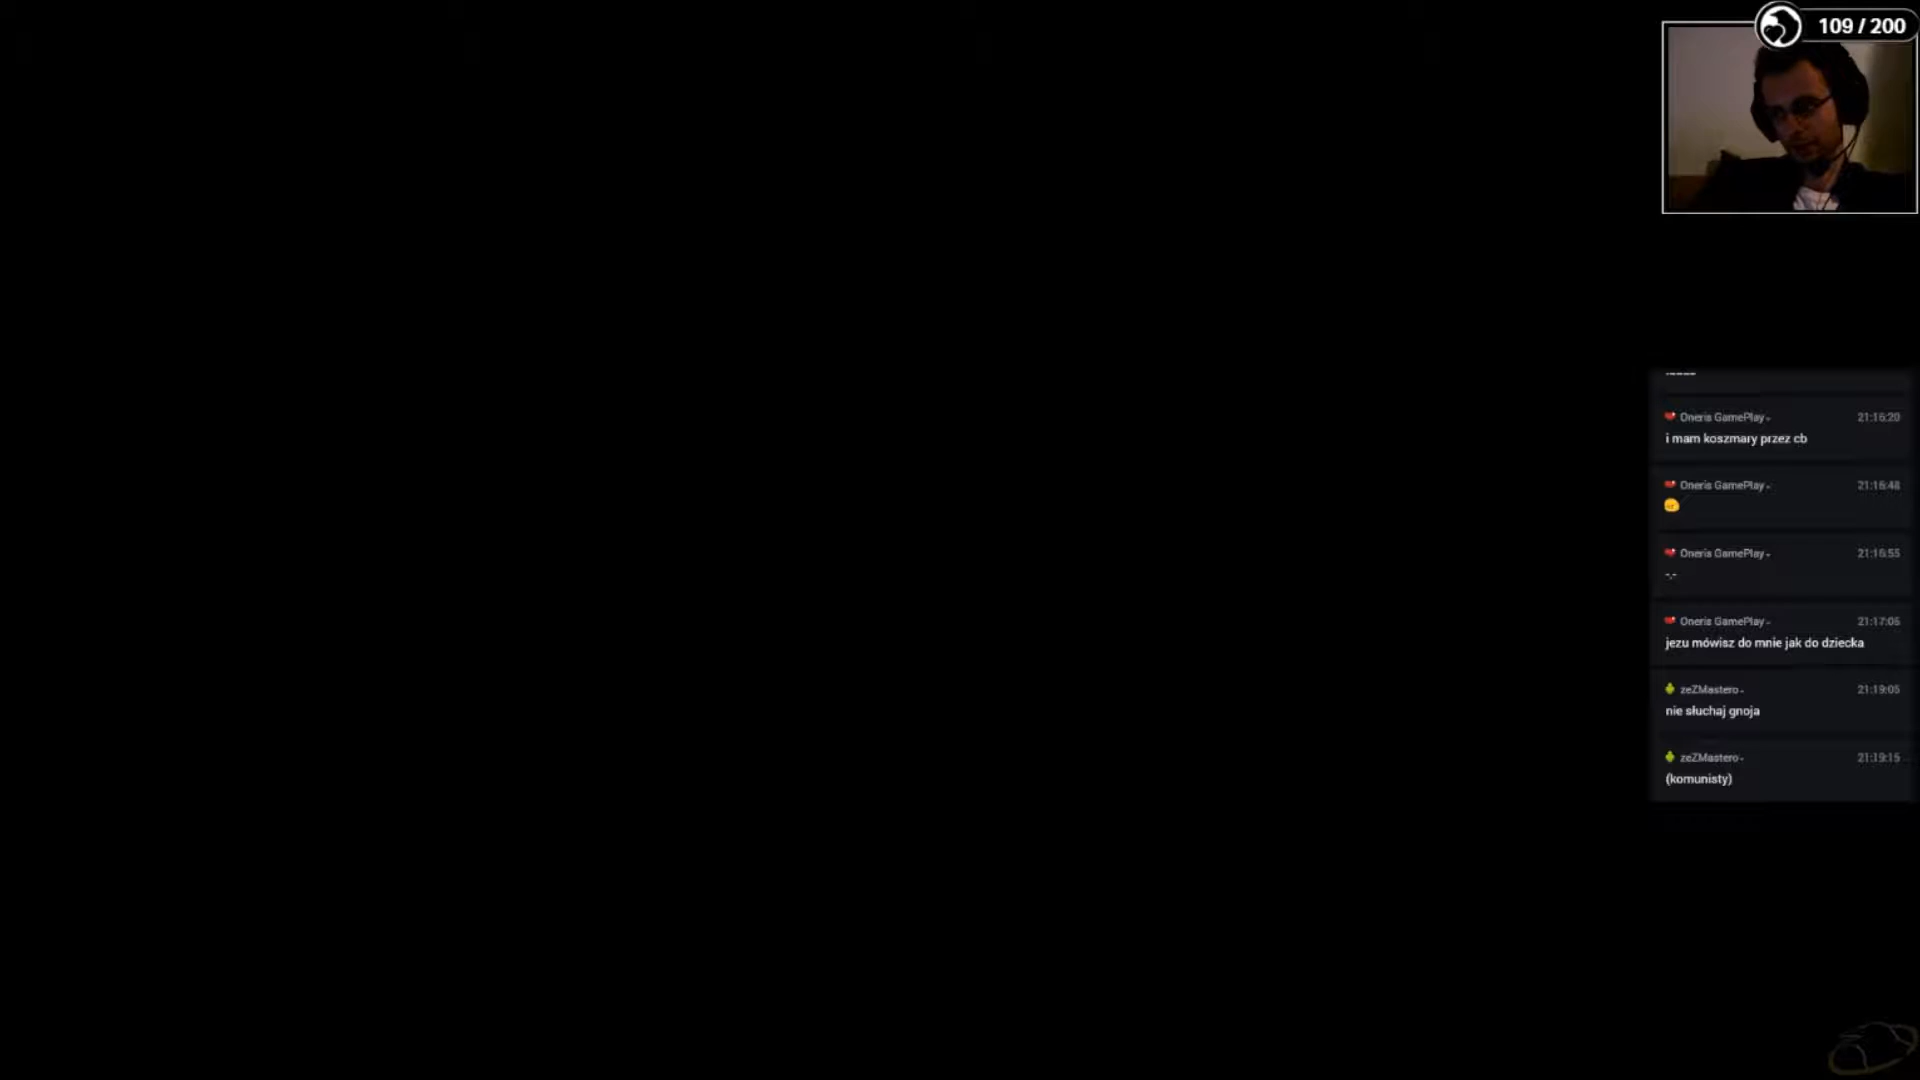 109 / 200
Oneris GamePlay - 21:16:20
i mam koszmary przez cb
Oneris GamePlay - 21:16:48
Oneris GamePlay - 21:16:55
-.-
Oneris GamePlay - 21:17:06
jezu mówisz do mnie jak do dziecka
zeZMastero - 21:19:05
nie słuchaj gnoja
zeZMastero - 21:19:15
(komunisty)